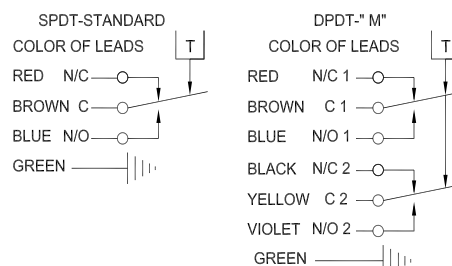 SPDT-STANDARD
COLOR OF LEADS T
RED N/C
BROWN C
BLUE N/O
GREEN
DPDT-" M"
COLOR OF LEADS T
RED N/C 1
BROWN C 1
BLUE N/O 1
BLACK N/C 2
YELLOW C 2
VIOLET N/O 2
GREEN